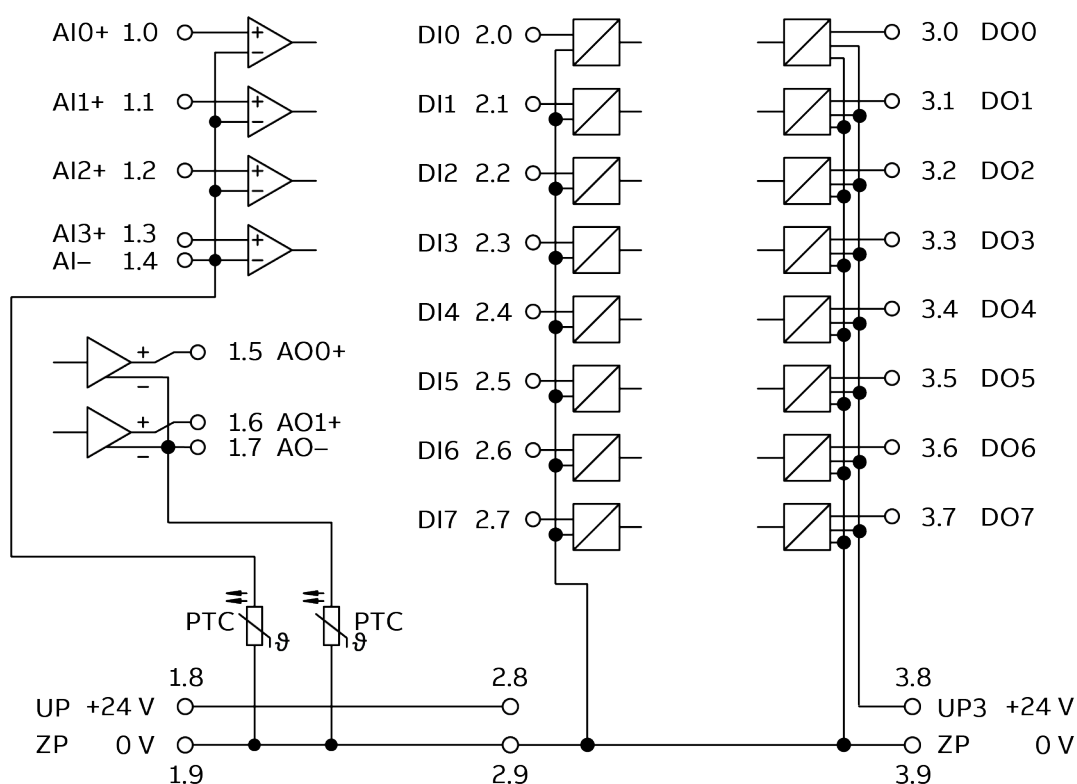 AI0+ 1.0
+
−
AI1+ 1.1
+
−
AI2+ 1.2
+
−
AI3+ 1.3
+
AI− 1.4
−
+
1.5 AO0+
−
+
1.6 AO1+
−
1.7 AO−
DI0 2.0
DI1 2.1
DI2 2.2
DI3 2.3
DI4 2.4
DI5 2.5
DI6 2.6
DI7 2.7
3.0 DO0
3.1 DO1
3.2 DO2
3.3 DO3
3.4 DO4
3.5 DO5
3.6 DO6
3.7 DO7
PTC ϑ
ϑ PTC
1.8 2.8 3.8
UP +24 V
UP3 +24 V
ZP 0 V
ZP 0 V
1.9 2.9 3.9